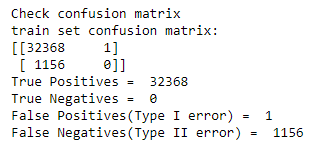 Check confusion matrix
train set confusion matrix:
[[32368 1]
[ 1156 0]]
True Positives = 32368
True Negatives = 0
False Positives(Type I error) = 1
False Negatives(Type II error) = 1156